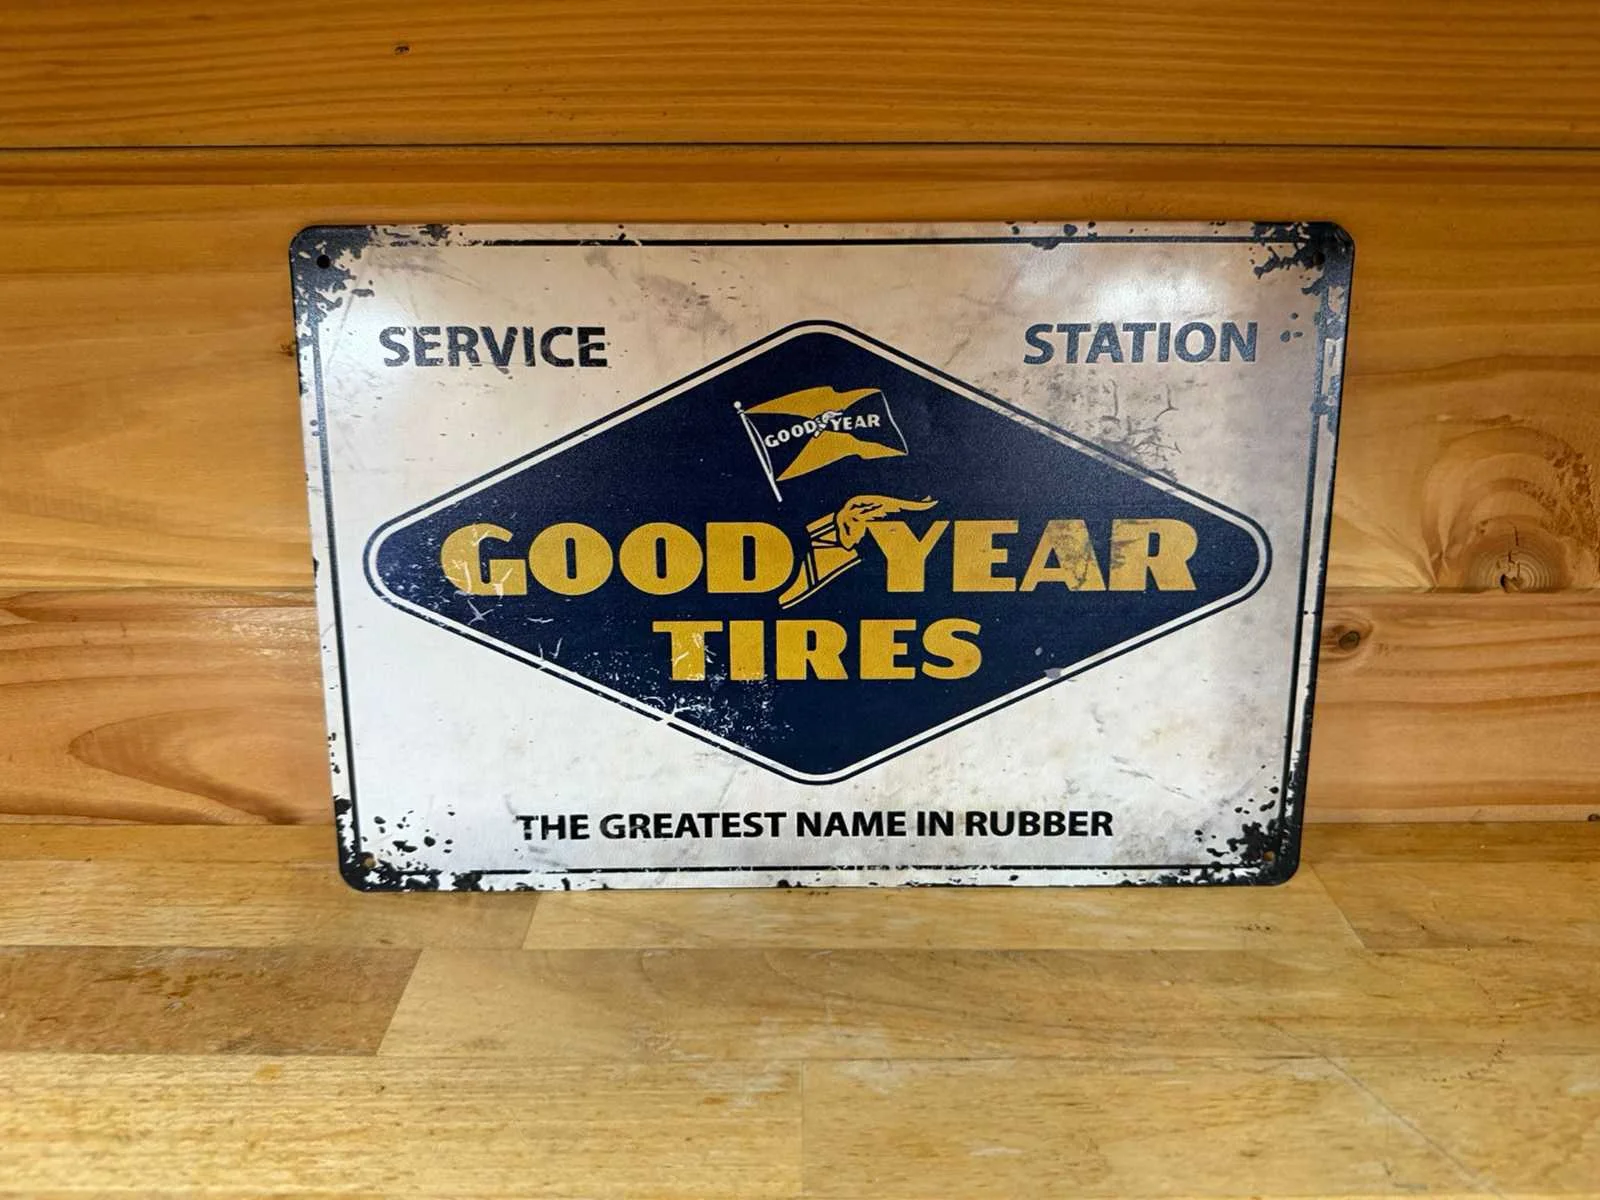 SERVICE STATION
GOOD YEAR
GOOD YEAR
TIRES
THE GREATEST NAME IN RUBBER